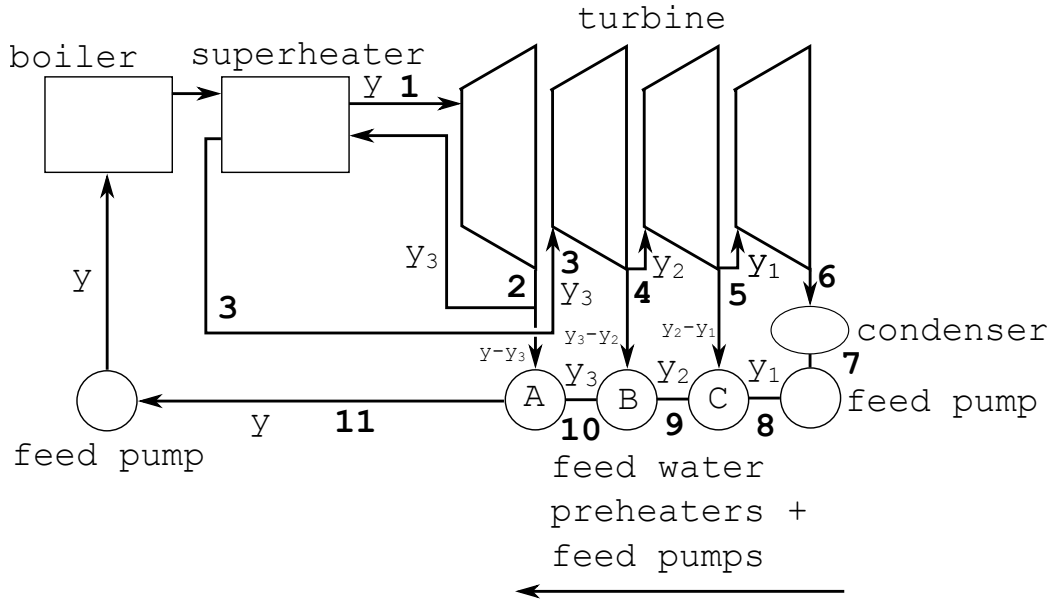 turbine
boiler
superheater
y 1
y₃
3
y₃
y₂
y₁
6
2
4
5
3
y
condenser
y₃-y₂
y₂-y₁
y-y₃
7
y₃
y₂
y₁
A
B
C
feed pump
y
11
10
9
8
feed pump
feed water
preheaters +
feed pumps